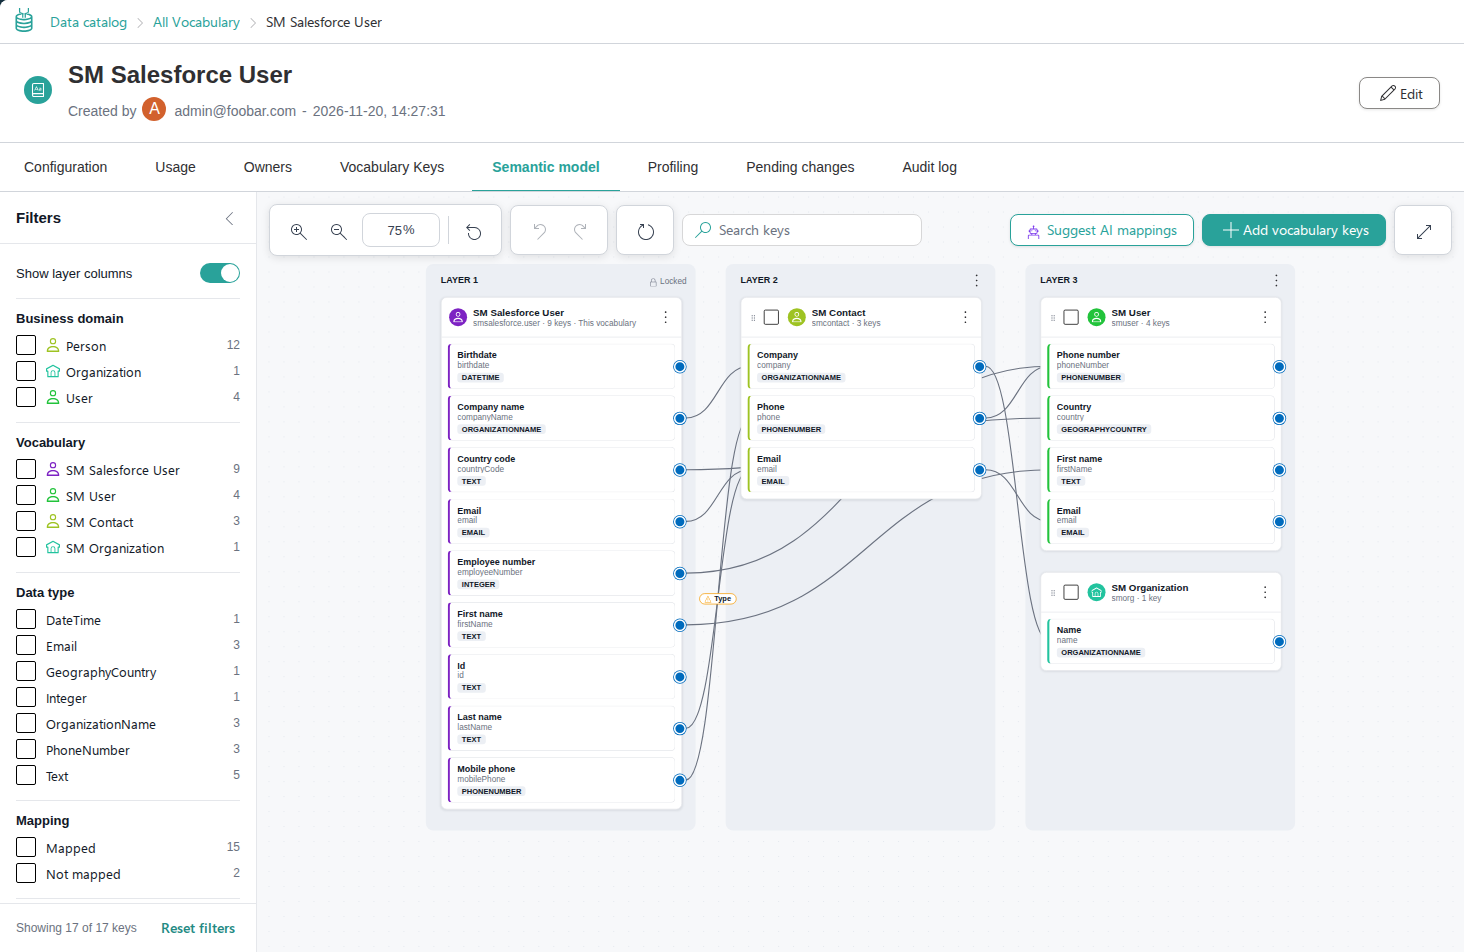 Data catalog > All Vocabulary > SM Salesforce User
SM Salesforce User
Created by A admin@foobar.com - 2026-11-20, 14:27:31
Edit
Configuration Usage Owners Vocabulary Keys Semantic model Profiling Pending changes Audit log
Filters
75%
Search keys
Suggest AI mappings
Add vocabulary keys
Show layer columns
Business domain
Person 12
Organization 1
User 4
Vocabulary
SM Salesforce User 9
SM User 4
SM Contact 3
SM Organization 1
Data type
DateTime 1
Email 3
GeographyCountry 1
Integer 1
OrganizationName 3
PhoneNumber 3
Text 5
Mapping
Mapped 15
Not mapped 2
Showing 17 of 17 keys
Reset filters
LAYER 1
Locked
SM Salesforce User
smsalesforce.user · 9 keys · This vocabulary
Birthdate
birthdate
DATETIME
Company name
companyName
ORGANIZATIONNAME
Country code
countryCode
TEXT
Email
email
EMAIL
Employee number
employeeNumber
INTEGER
First name
firstName
TEXT
Id
id
TEXT
Last name
lastName
TEXT
Mobile phone
mobilePhone
PHONENUMBER
Type
LAYER 2
SM Contact
smcontact · 3 keys
Company
company
ORGANIZATIONNAME
Phone
phone
PHONENUMBER
Email
email
EMAIL
LAYER 3
SM User
smuser · 4 keys
Phone number
phoneNumber
PHONENUMBER
Country
country
GEOGRAPHYCOUNTRY
First name
firstName
TEXT
Email
email
EMAIL
SM Organization
smorg · 1 key
Name
name
ORGANIZATIONNAME